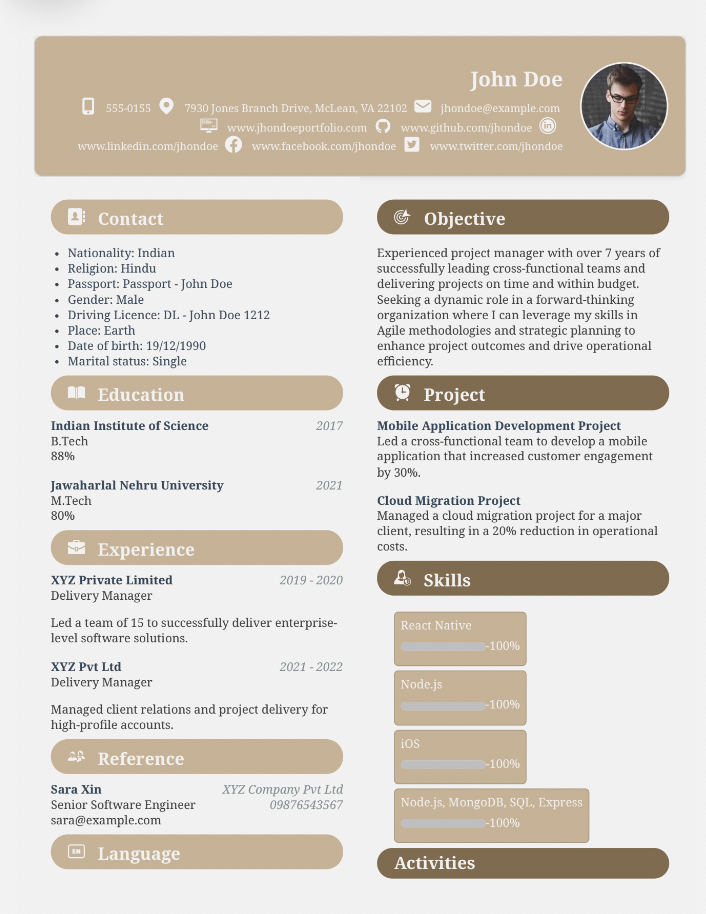 John Doe
555-0155 7930 Jones Branch Drive, McLean, VA 22102 jhondoe@example.com
www.jhondoeportfolio.com www.github.com/jhondoe
www.linkedin.com/jhondoe www.facebook.com/jhondoe www.twitter.com/jhondoe
Contact
• Nationality: Indian
• Religion: Hindu
• Passport: Passport - John Doe
• Gender: Male
• Driving Licence: DL - John Doe 1212
• Place: Earth
• Date of birth: 19/12/1990
• Marital status: Single
Education
Indian Institute of Science 2017
B.Tech
88%
Jawaharlal Nehru University 2021
M.Tech
80%
Experience
XYZ Private Limited 2019 - 2020
Delivery Manager
Led a team of 15 to successfully deliver enterprise-
level software solutions.
XYZ Pvt Ltd 2021 - 2022
Delivery Manager
Managed client relations and project delivery for
high-profile accounts.
Reference
Sara Xin XYZ Company Pvt Ltd
Senior Software Engineer 09876543567
sara@example.com
Language
Objective
Experienced project manager with over 7 years of
successfully leading cross-functional teams and
delivering projects on time and within budget.
Seeking a dynamic role in a forward-thinking
organization where I can leverage my skills in
Agile methodologies and strategic planning to
enhance project outcomes and drive operational
efficiency.
Project
Mobile Application Development Project
Led a cross-functional team to develop a mobile
application that increased customer engagement
by 30%.
Cloud Migration Project
Managed a cloud migration project for a major
client, resulting in a 20% reduction in operational
costs.
Skills
React Native
-100%
Node.js
-100%
iOS
-100%
Node.js, MongoDB, SQL, Express
-100%
Activities